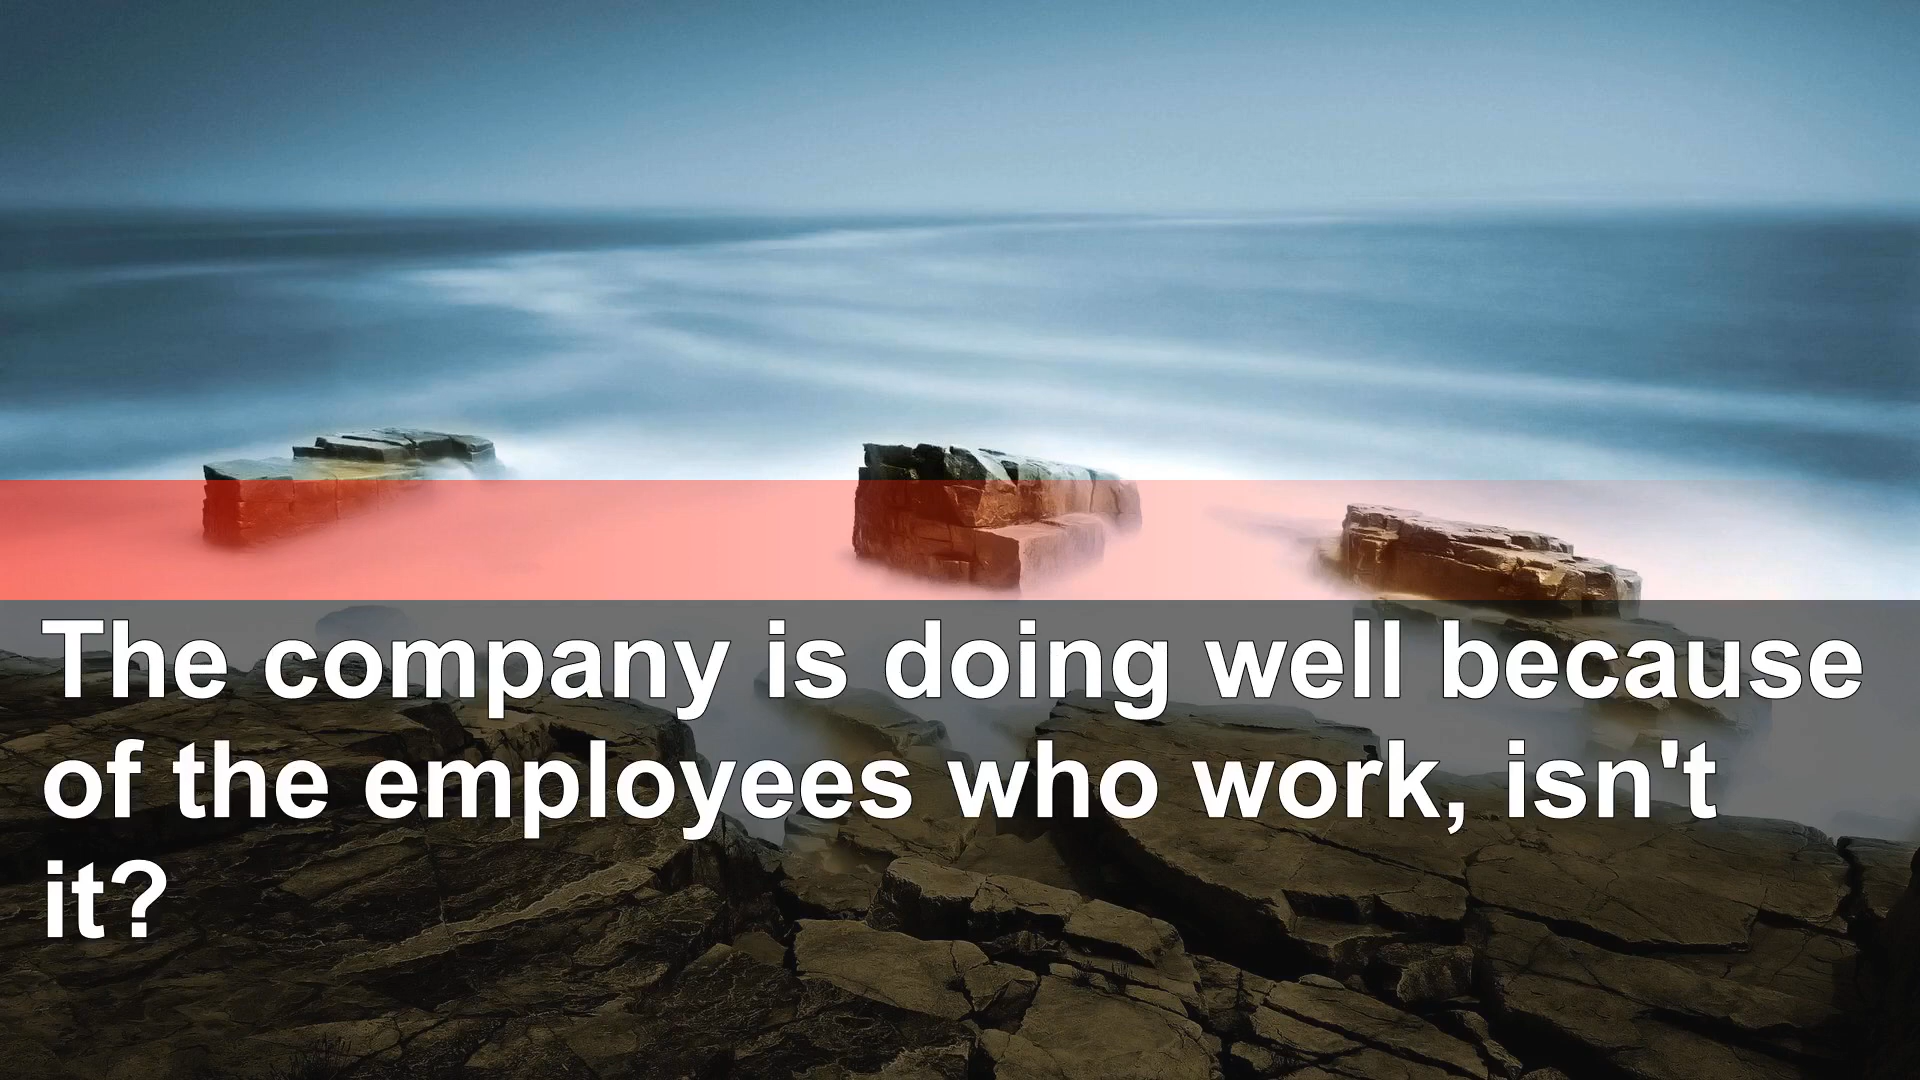 The company is doing well because
of the employees who work, isn't
it?